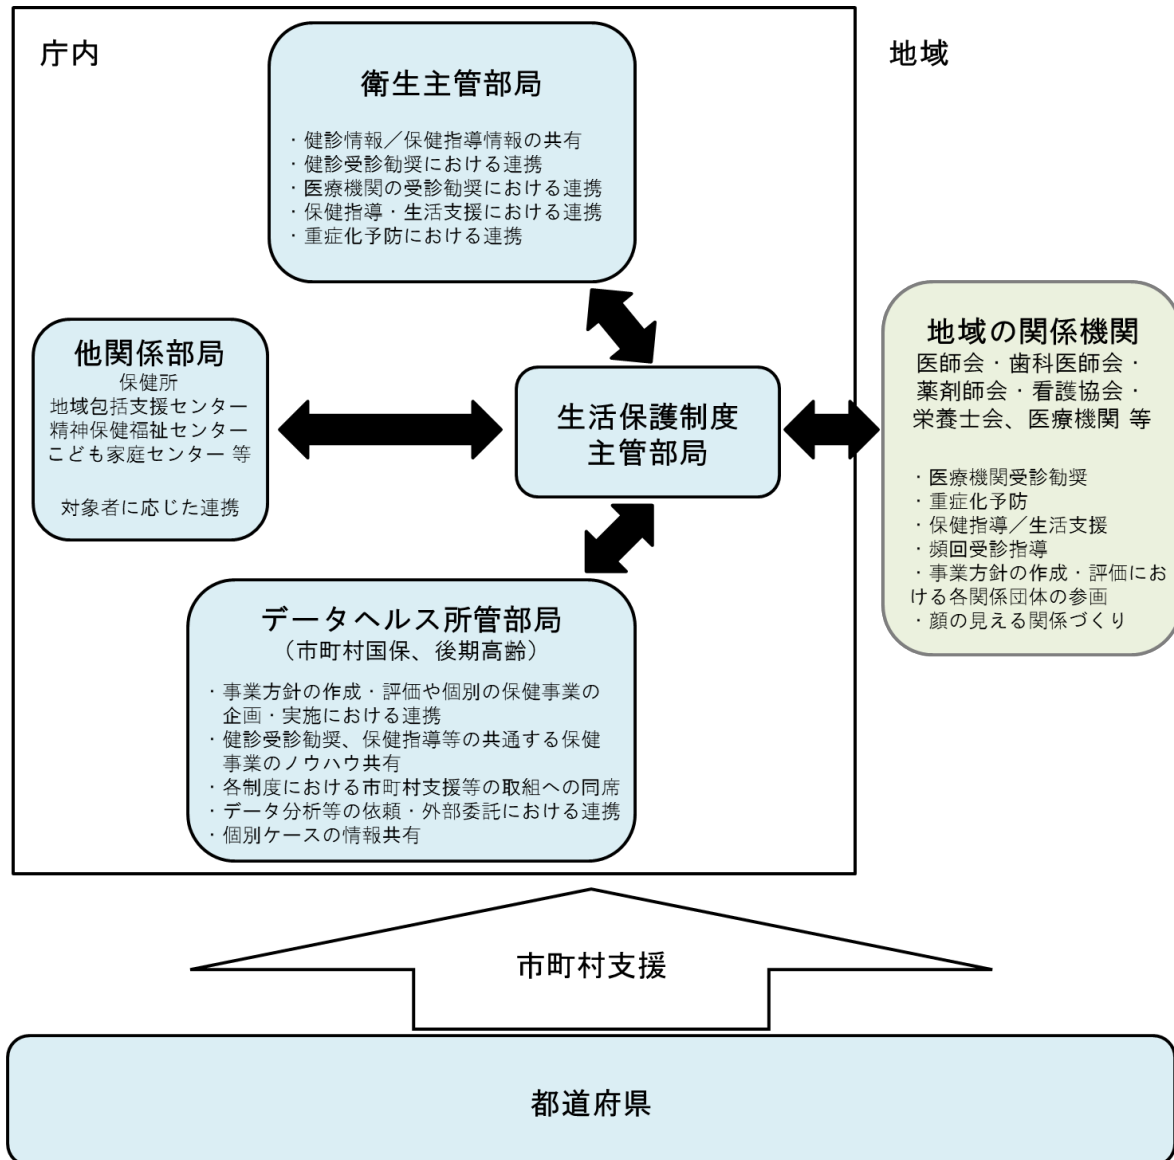 庁内
地域
衛生主管部局
・健診情報／保健指導情報の共有
・健診受診勧奨における連携
・医療機関の受診勧奨における連携
・保健指導・生活支援における連携
・重症化予防における連携
他関係部局
保健所
地域包括支援センター
精神保健福祉センター
こども家庭センター 等
対象者に応じた連携
生活保護制度
主管部局
地域の関係機関
医師会・歯科医師会・
薬剤師会・看護協会・
栄養士会、医療機関 等
・医療機関受診勧奨
・重症化予防
・保健指導／生活支援
・頻回受診指導
・事業方針の作成・評価にお
ける各関係団体の参画
・顔の見える関係づくり
データヘルス所管部局
（市町村国保、後期高齢）
・事業方針の作成・評価や個別の保健事業の
企画・実施における連携
・健診受診勧奨、保健指導等の共通する保健
事業のノウハウ共有
・各制度における市町村支援等の取組への同席
・データ分析等の依頼・外部委託における連携
・個別ケースの情報共有
市町村支援
都道府県